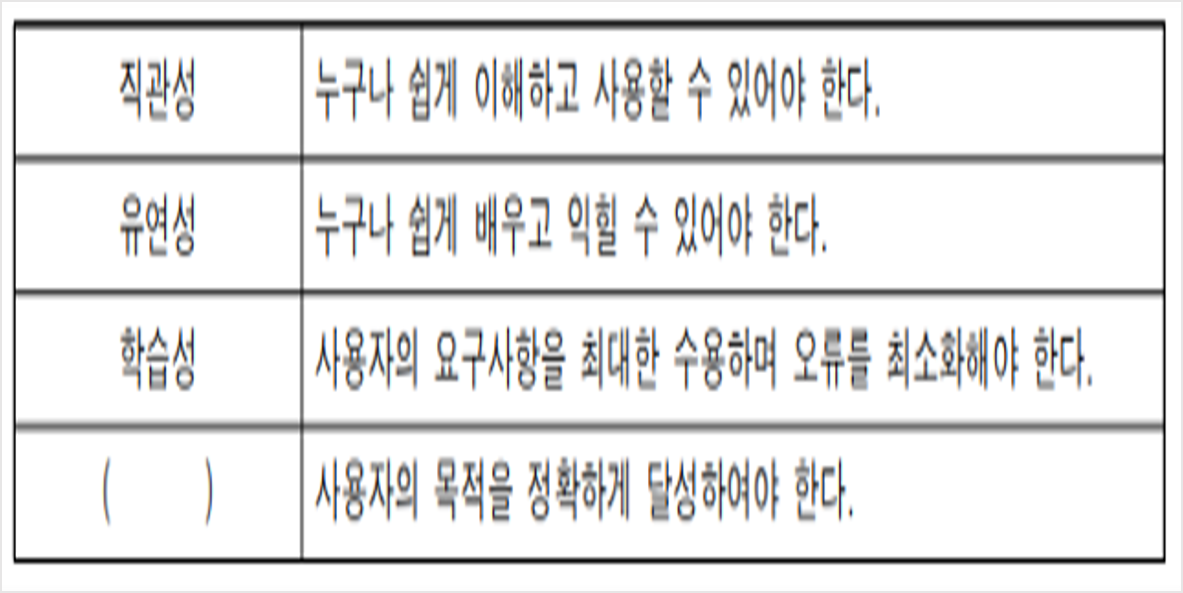 직관성 누구나 쉽게 이해하고 사용할 수 있어야 한다.
유연성 누구나 쉽게 배우고 익힐 수 있어야 한다.
학습성 사용자의 요구사항을 최대한 수용하며 오류를 최소화해야 한다.
( ) 사용자의 목적을 정확하게 달성하여야 한다.